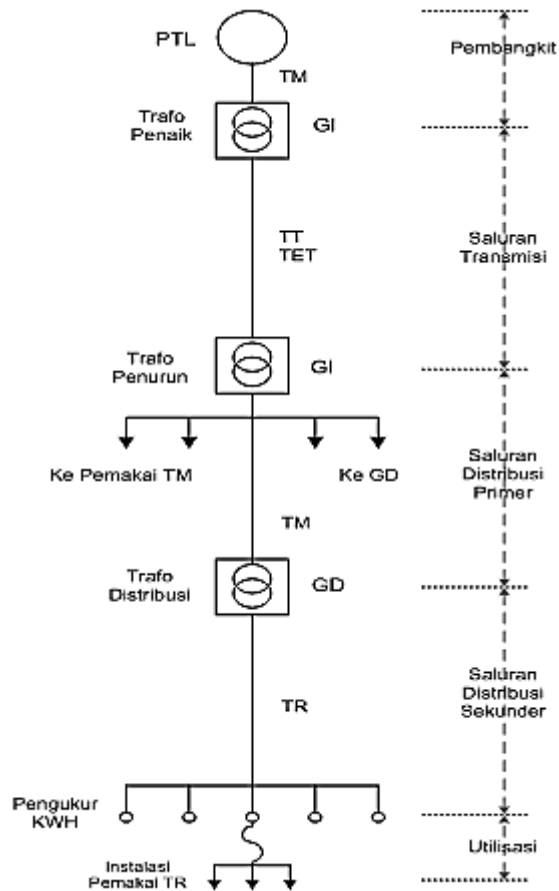 PTL
Pembangkit
TM
Trafo
Penaik
GI
TT
TET
Saluran
Transmisi
Trafo
Penurun
GI
Ke Pemakai TM
Ke GD
Saluran
Distribusi
Primer
TM
Trafo
Distribusi
GD
TR
Saluran
Distribusi
Sekunder
Pengukur
KWH
Utilisasi
Instalasi
Pemakai TR